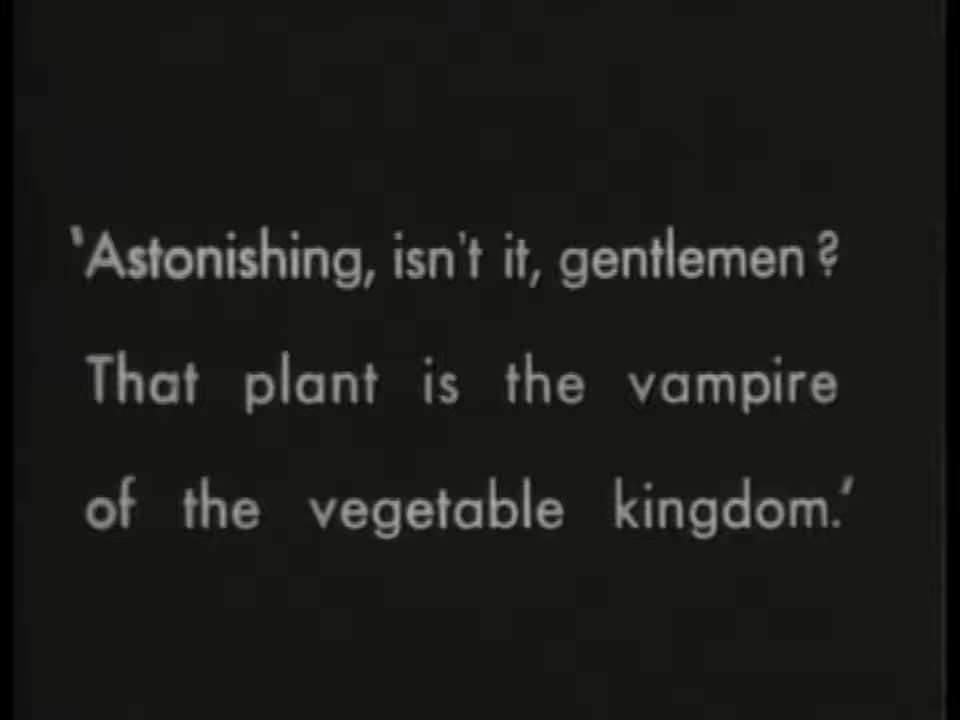 'Astonishing, isn't it, gentlemen?
That plant is the vampire
of the vegetable kingdom.'